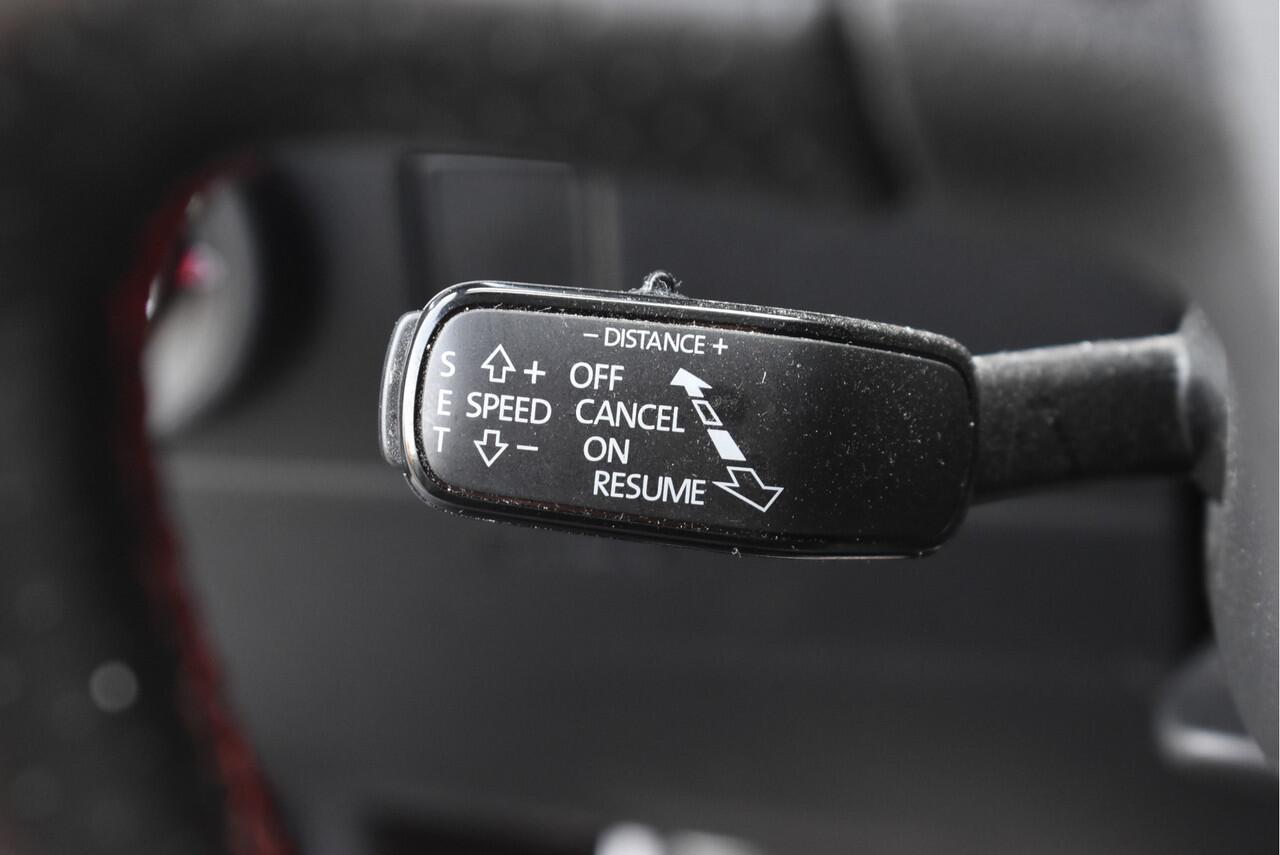 – DISTANCE +
S + OFF
E SPEED CANCEL
T – ON
RESUME